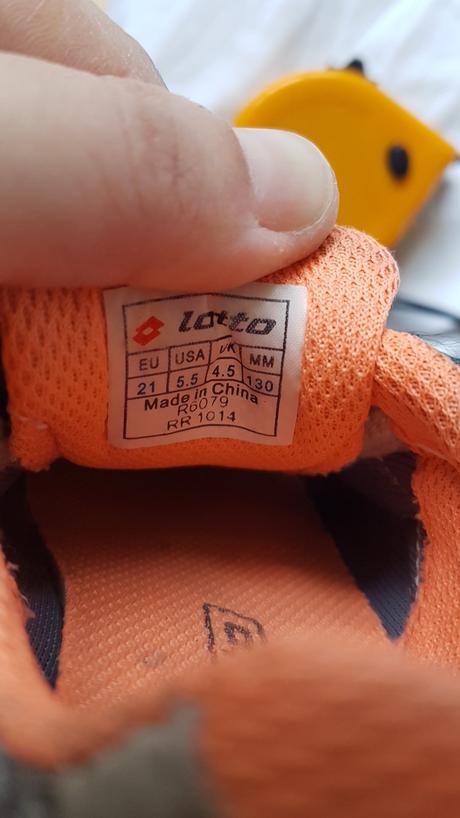 lotto
EU USA UK MM
21 5.5 4.5 130
Made in China
R6079
RR 1014